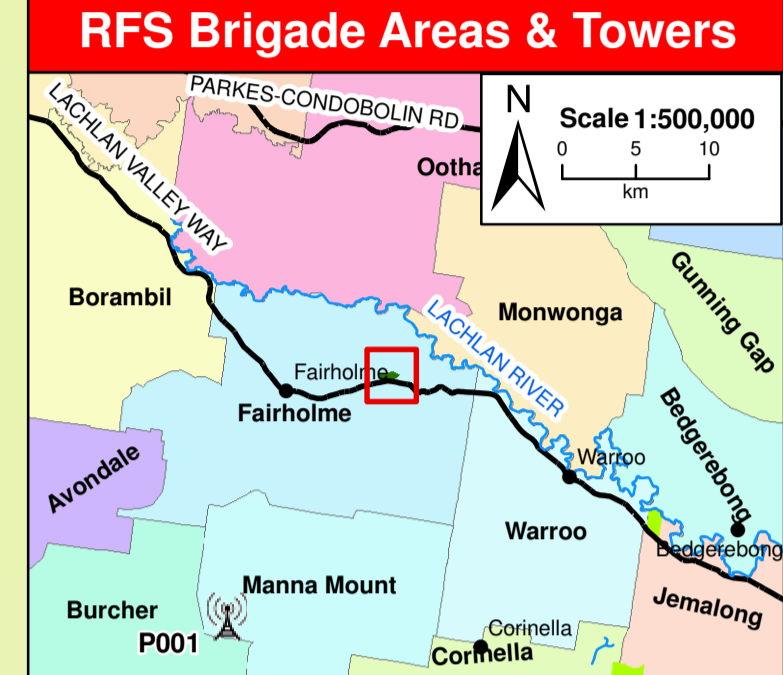 RFS Brigade Areas & Towers
PARKES-CONDOBOLIN RD
LACHLAN VALLEY WAY
N
Scale 1:500,000
0 5 10
km
Ootha
Borambil
Monwonga
Gunning Gap
LACHLAN RIVER
Fairholme
Fairholme
Bedgerebong
Avondale
Warroo
Warroo
Bedgerebong
Manna Mount
Burcher
P001
Jemalong
Corinella
Corinella